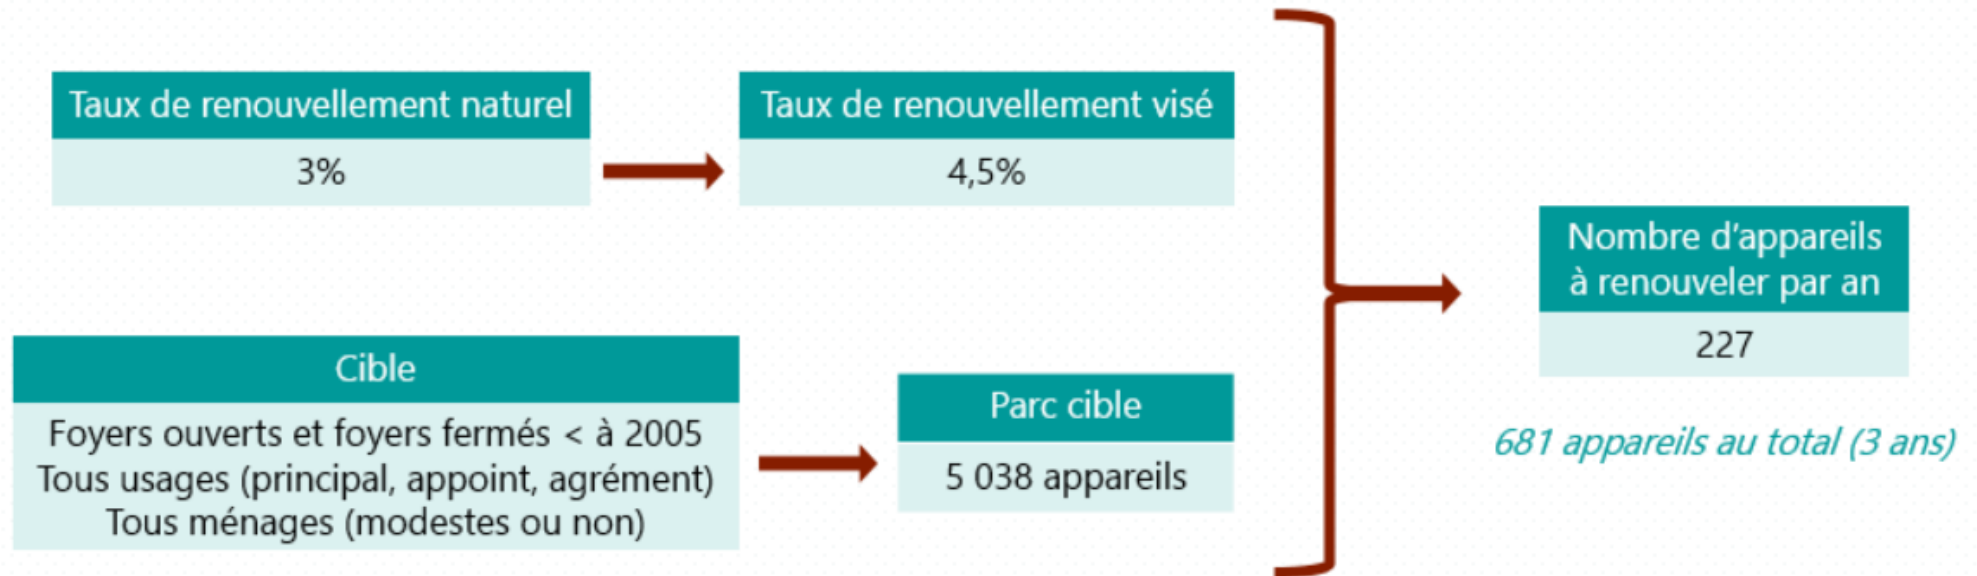 Taux de renouvellement naturel
3%
Taux de renouvellement visé
4,5%
Cible
Foyers ouverts et foyers fermés < à 2005
Tous usages (principal, appoint, agrément)
Tous ménages (modestes ou non)
Parc cible
5 038 appareils
Nombre d'appareils
à renouveler par an
227
681 appareils au total (3 ans)